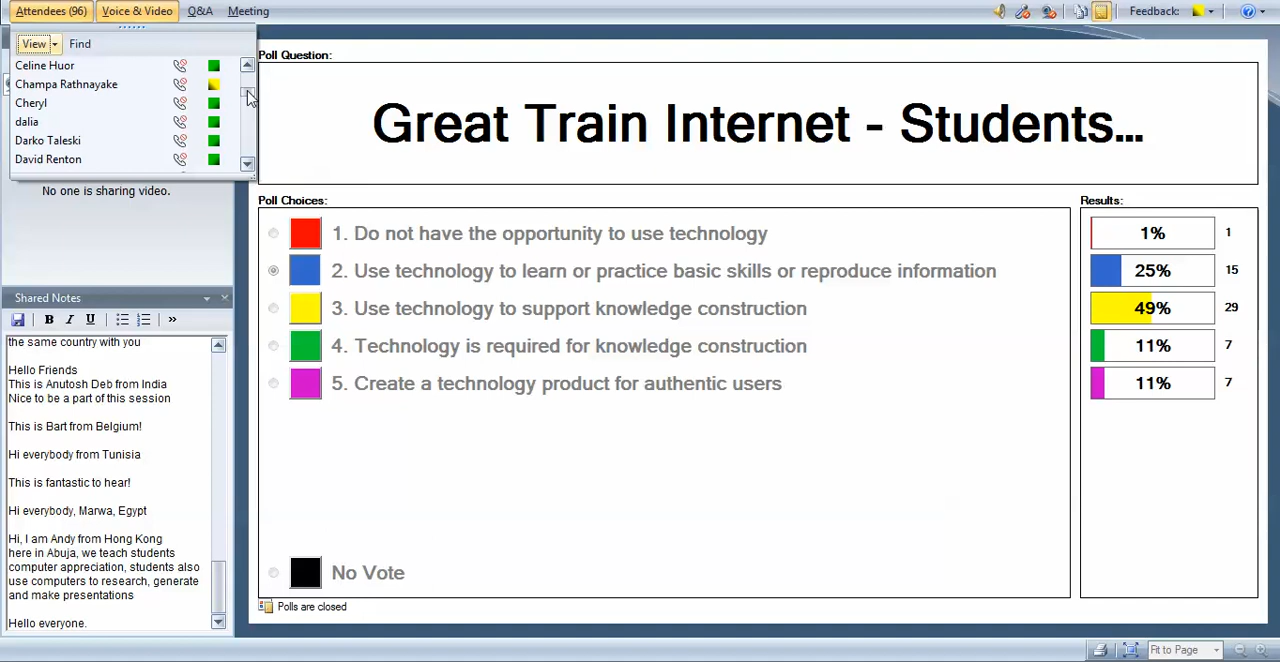 Attendees (96) Voice & Video Q&A Meeting Feedback:
View Find
Celine Huor
Champa Rathnayake
Cheryl
dalia
Darko Taleski
David Renton
No one is sharing video.
Shared Notes
B I U »
the same country with you
Hello Friends
This is Anutosh Deb from India
Nice to be a part of this session
This is Bart from Belgium!
Hi everybody from Tunisia
This is fantastic to hear!
Hi everybody, Marwa, Egypt
Hi, I am Andy from Hong Kong
here in Abuja, we teach students
computer appreciation, students also
use computers to research, generate
and make presentations
Hello everyone.
Poll Question:
Great Train Internet - Students...
Poll Choices:
1. Do not have the opportunity to use technology
2. Use technology to learn or practice basic skills or reproduce information
3. Use technology to support knowledge construction
4. Technology is required for knowledge construction
5. Create a technology product for authentic users
No Vote
Polls are closed
Results:
1% 1
25% 15
49% 29
11% 7
11% 7
Fit to Page